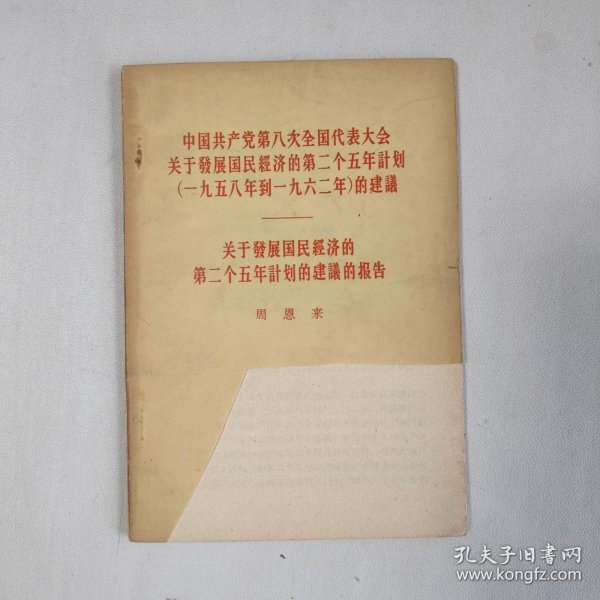 中国共产党第八次全国代表大会
关于發展国民經济的第二个五年計划
(一九五八年到一九六二年)的建議
关于發展国民經济的
第二个五年計划的建議的报告
周恩来
孔夫子旧书网
www.kongfz.com